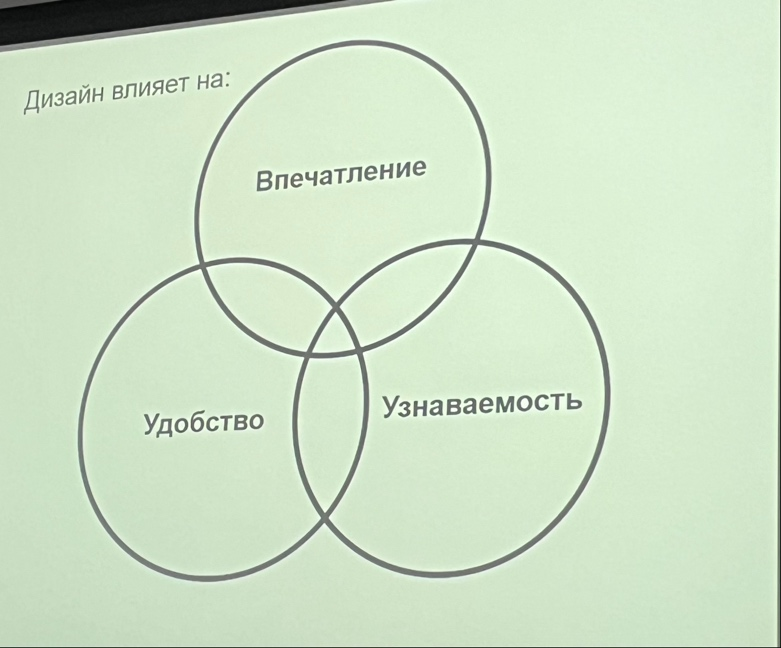 Дизайн влияет на:
Впечатление
Удобство
Узнаваемость